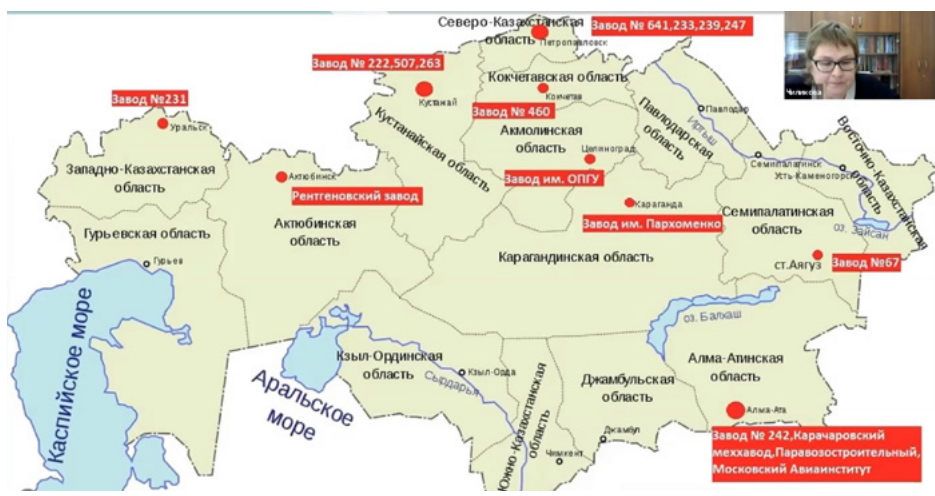 Северо-Казахстанская
область
Петропавловск
Завод № 641,233,239,247
Чиликова
Завод № 222,507,263
Кустанай
Кокчетавская область
Кокчетав
Завод №231
Уральск
Завод № 460
Кустанайская область
Акмолинская
область
Павлодарская
область
Павлодар
Иртыш
Восточно-Казахстанская
область
Целиноград
Семипалатинск
Усть-Каменогорск
Западно-Казахстанская
область
Актюбинск
Завод им. ОПГУ
Рентгеновский завод
Караганда
Завод им. Пархоменко
Семипалатинская
область
оз. Зайсан
Гурьевская область
Актюбинская
область
Гурьев
Карагандинская область
ст.Аягуз
Завод №67
Каспийское море
оз. Балхаш
Аральское
море
Кзыл-Ординская
область
Сырдарья
Кзыл-Орда
Южно-Казахстанская
область
Джамбульская
область
Алма-Атинская
область
Алма-Ата
Джамбул
Чимкент
Завод № 242,Карачаровский
мехзавод,Паравозостроительный,
Московский Авиаинститут